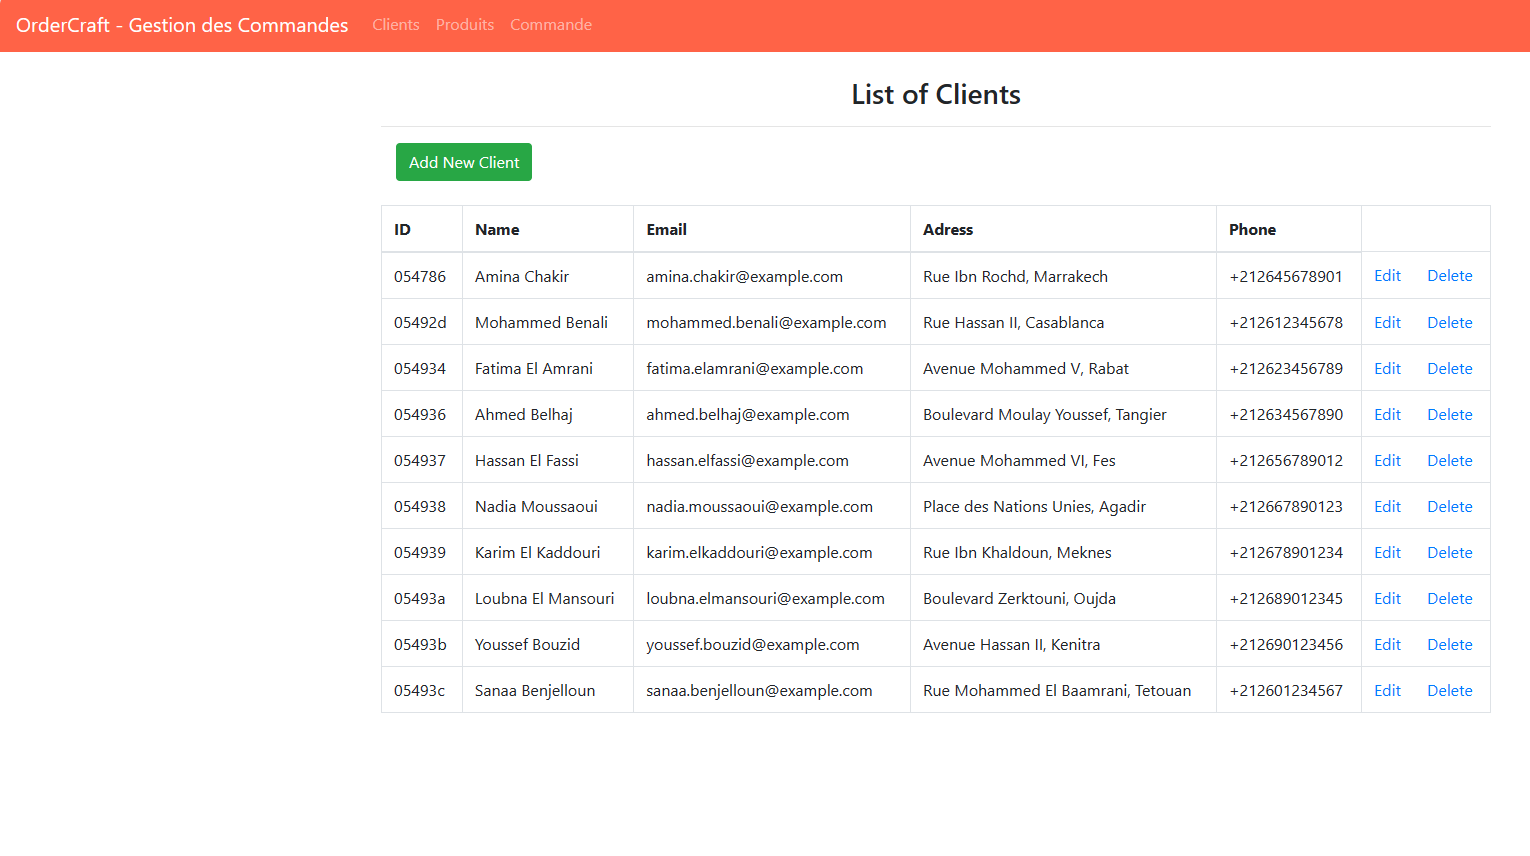 OrderCraft - Gestion des Commandes Clients Produits Commande
List of Clients
Add New Client
ID Name Email Adress Phone
054786 Amina Chakir amina.chakir@example.com Rue Ibn Rochd, Marrakech +212645678901 Edit Delete
05492d Mohammed Benali mohammed.benali@example.com Rue Hassan II, Casablanca +212612345678 Edit Delete
054934 Fatima El Amrani fatima.elamrani@example.com Avenue Mohammed V, Rabat +212623456789 Edit Delete
054936 Ahmed Belhaj ahmed.belhaj@example.com Boulevard Moulay Youssef, Tangier +212634567890 Edit Delete
054937 Hassan El Fassi hassan.elfassi@example.com Avenue Mohammed VI, Fes +212656789012 Edit Delete
054938 Nadia Moussaoui nadia.moussaoui@example.com Place des Nations Unies, Agadir +212667890123 Edit Delete
054939 Karim El Kaddouri karim.elkaddouri@example.com Rue Ibn Khaldoun, Meknes +212678901234 Edit Delete
05493a Loubna El Mansouri loubna.elmansouri@example.com Boulevard Zerktouni, Oujda +212689012345 Edit Delete
05493b Youssef Bouzid youssef.bouzid@example.com Avenue Hassan II, Kenitra +212690123456 Edit Delete
05493c Sanaa Benjelloun sanaa.benjelloun@example.com Rue Mohammed El Baamrani, Tetouan +212601234567 Edit Delete